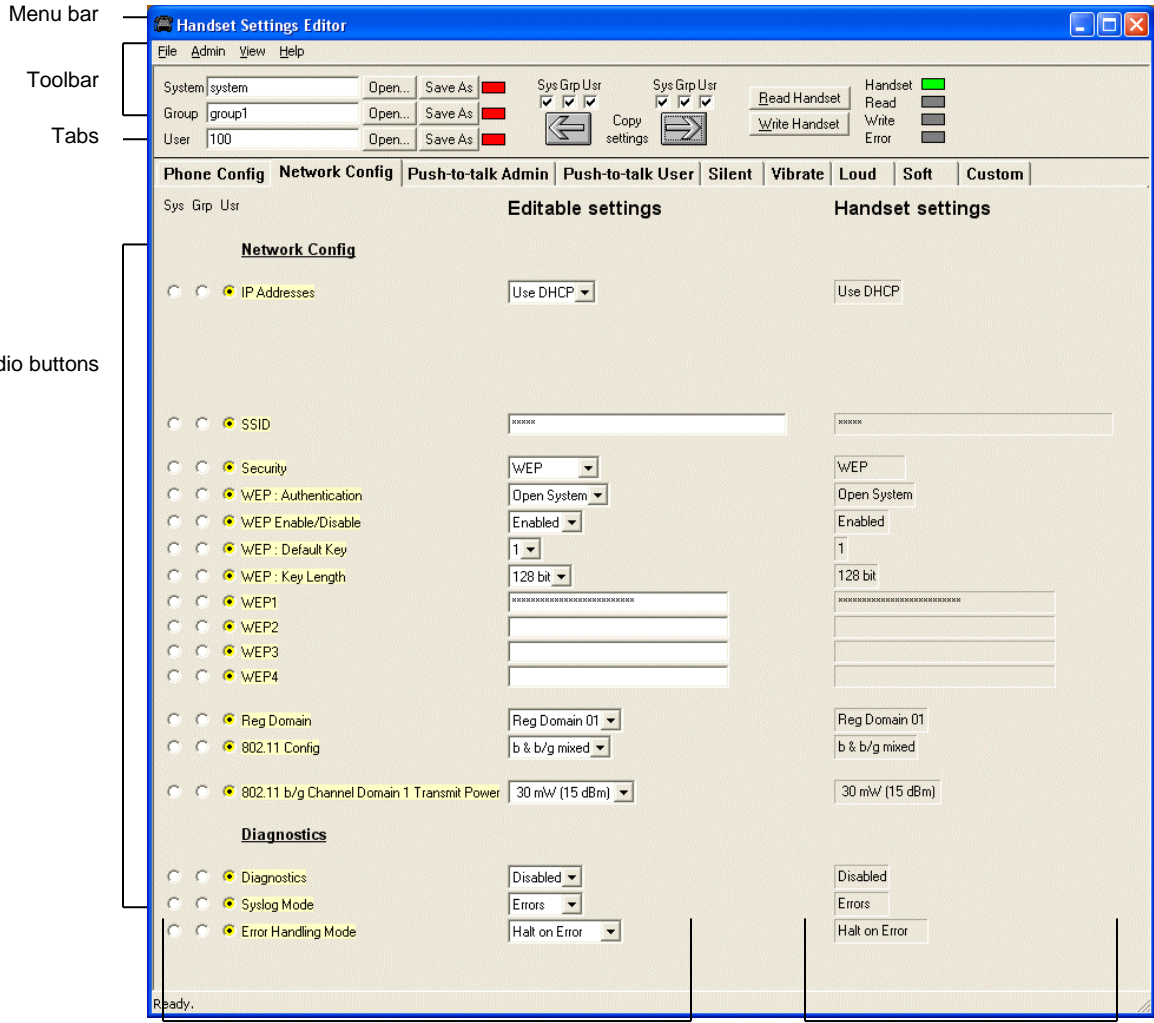 Menu bar
Handset Settings Editor
File Admin View Help
Toolbar
System system Open... Save As Sys Grp Usr Sys Grp Usr Handset
Read Handset Read
Group group1 Open... Save As Copy settings Write Handset Write
Tabs
User 100 Open... Save As Error
Phone Config Network Config Push-to-talk Admin Push-to-talk User Silent Vibrate Loud Soft Custom
Sys Grp Usr Editable settings Handset settings
Network Config
IP Addresses Use DHCP Use DHCP
dio buttons
SSID ***** *****
Security WEP WEP
WEP : Authentication Open System Open System
WEP Enable/Disable Enabled Enabled
WEP : Default Key 1 1
WEP : Key Length 128 bit 128 bit
WEP1 ************************** **************************
WEP2
WEP3
WEP4
Reg Domain Reg Domain 01 Reg Domain 01
802.11 Config b & b/g mixed b & b/g mixed
802.11 b/g Channel Domain 1 Transmit Power 30 mW (15 dBm) 30 mW (15 dBm)
Diagnostics
Diagnostics Disabled Disabled
Syslog Mode Errors Errors
Error Handling Mode Halt on Error Halt on Error
Ready.